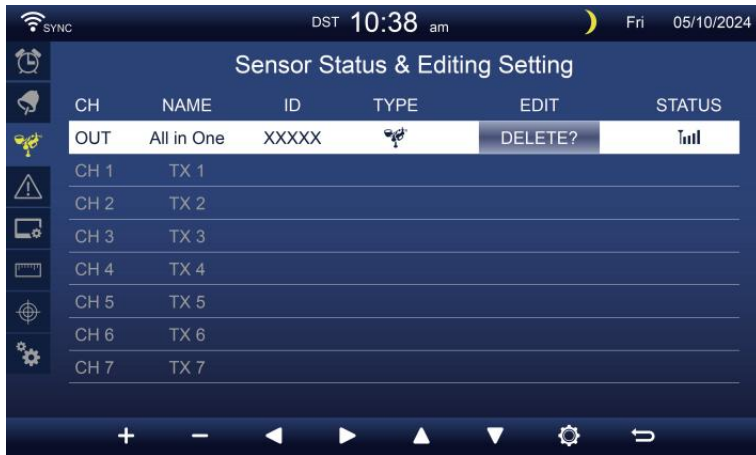 SYNC DST 10:38 am Fri 05/10/2024
Sensor Status & Editing Setting
CH NAME ID TYPE EDIT STATUS
OUT All in One XXXXX DELETE?
CH 1 TX 1
CH 2 TX 2
CH 3 TX 3
CH 4 TX 4
CH 5 TX 5
CH 6 TX 6
CH 7 TX 7